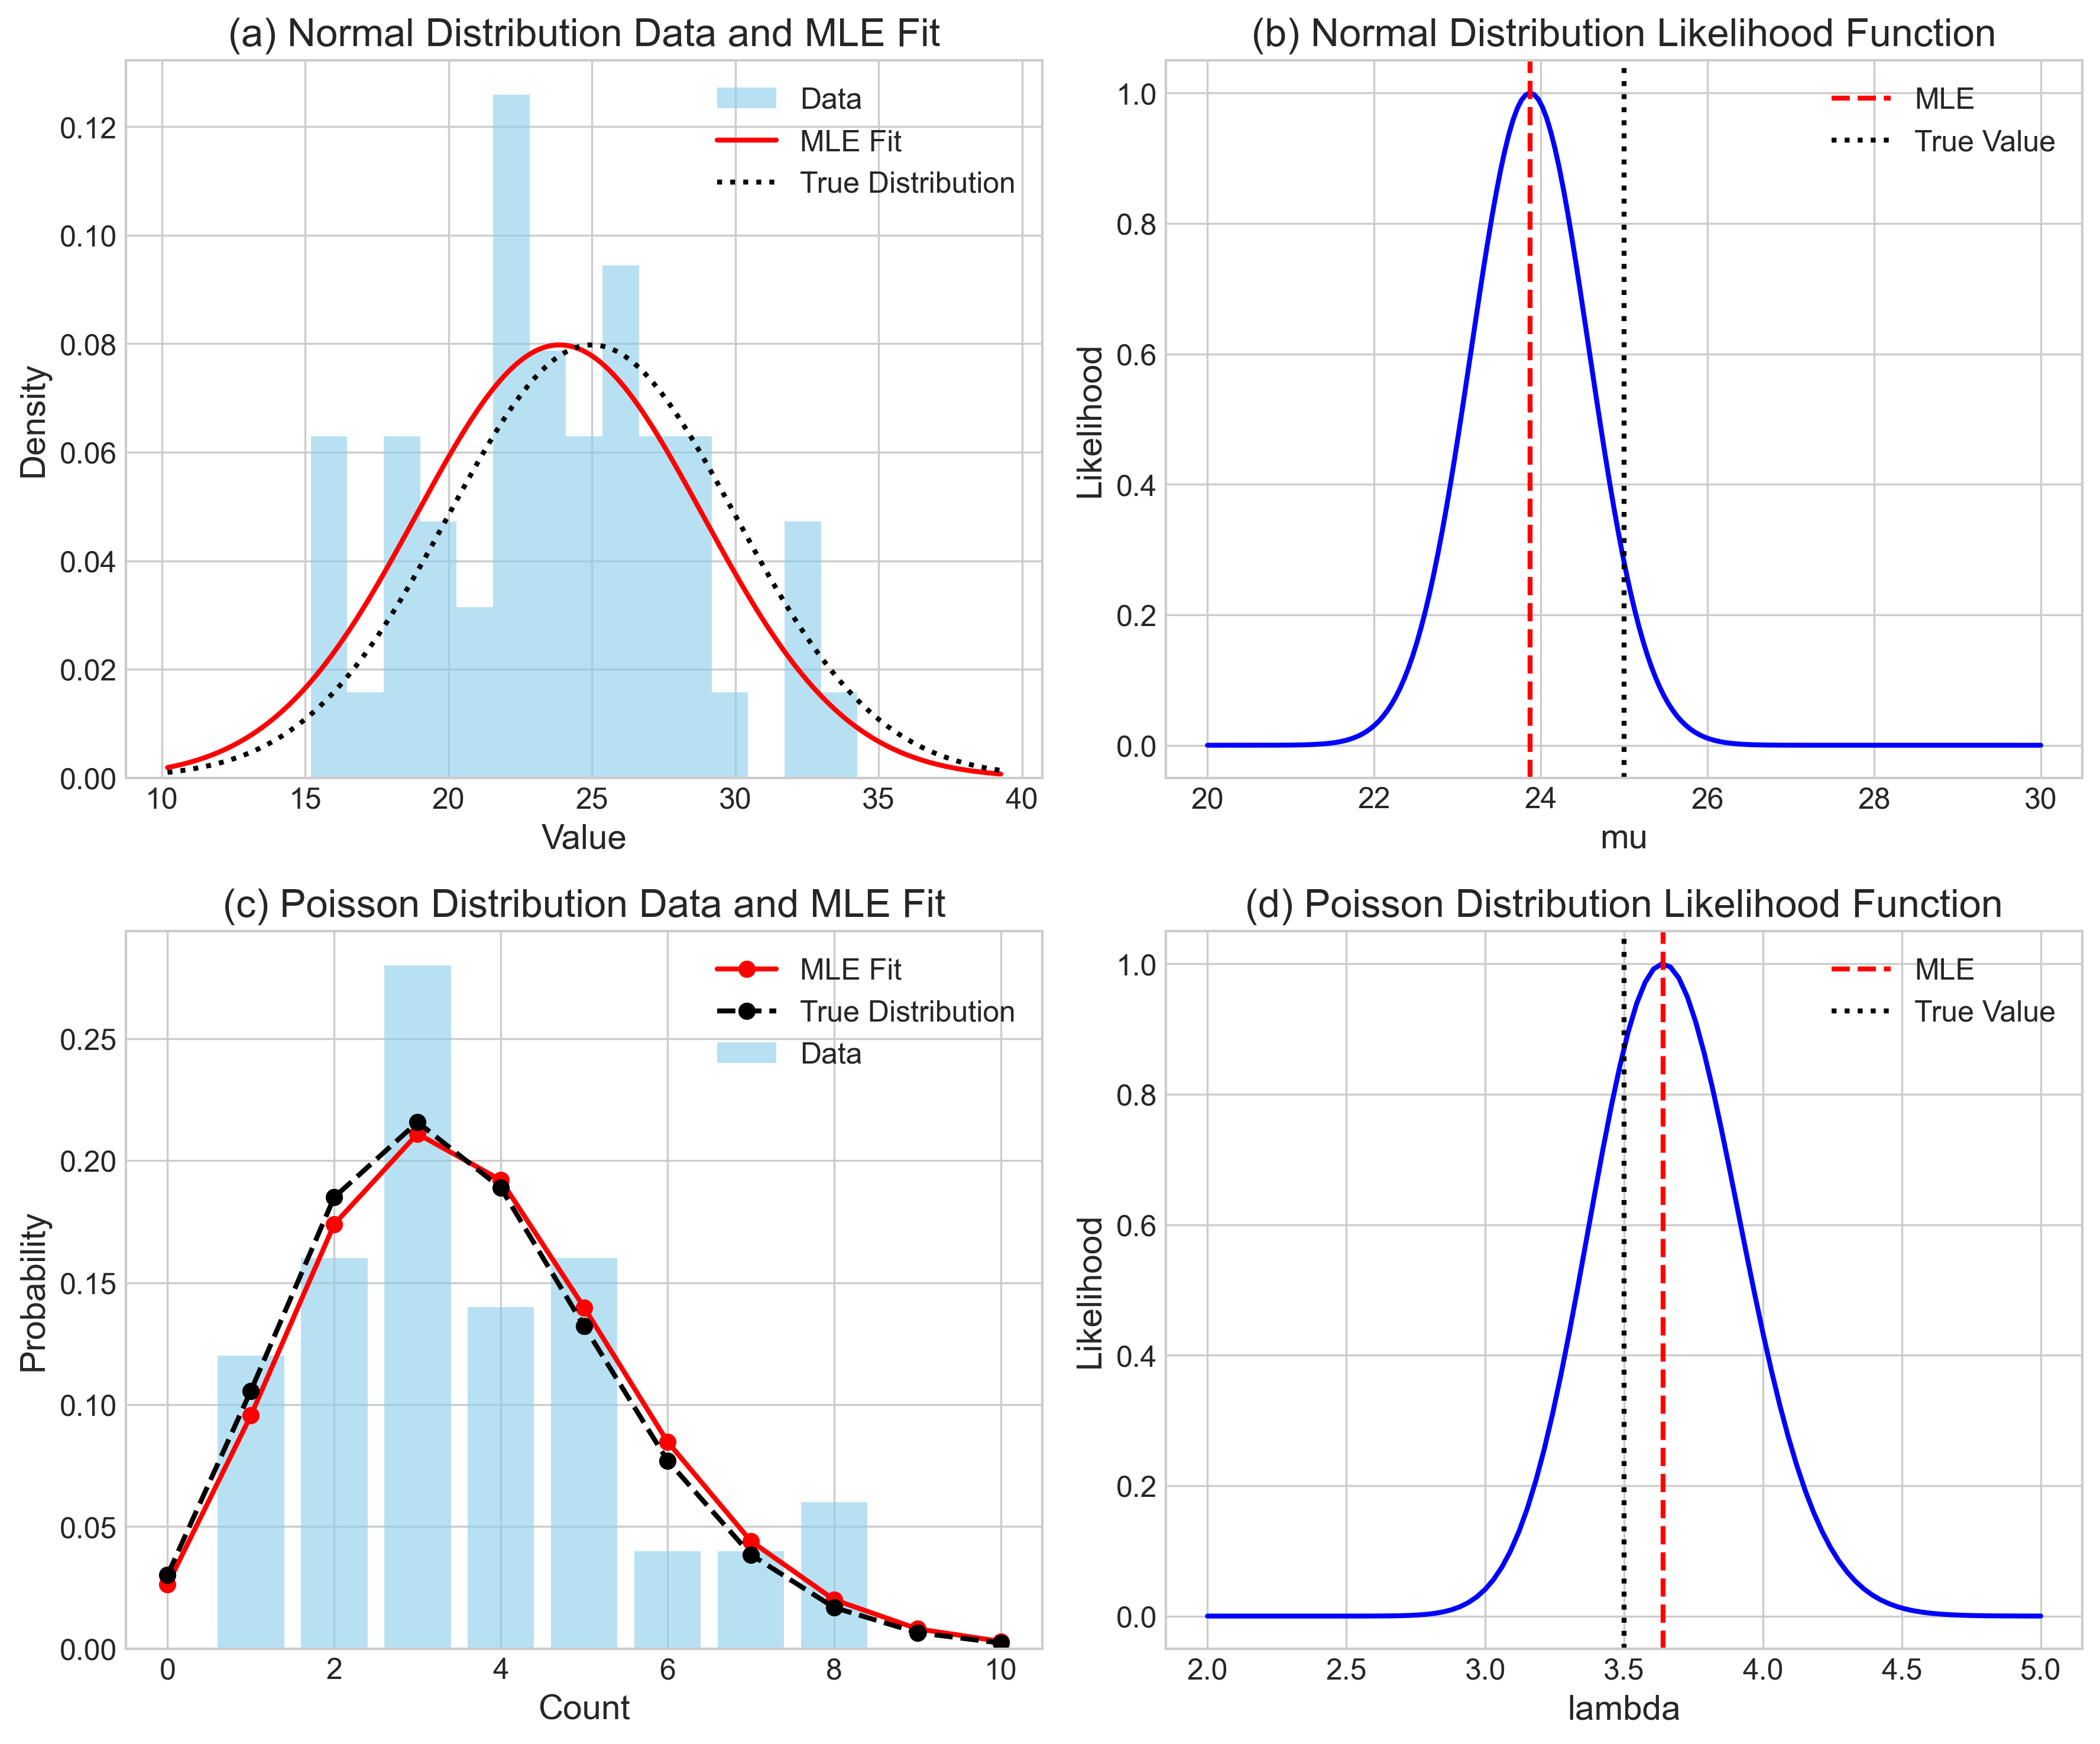 (a) Normal Distribution Data and MLE Fit
Density
0.12
0.10
0.08
0.06
0.04
0.02
0.00
Data
MLE Fit
True Distribution
10 15 20 25 30 35 40
Value
(b) Normal Distribution Likelihood Function
Likelihood
1.0
0.8
0.6
0.4
0.2
0.0
MLE
True Value
20 22 24 26 28 30
mu
(c) Poisson Distribution Data and MLE Fit
Probability
0.25
0.20
0.15
0.10
0.05
0.00
MLE Fit
True Distribution
Data
0 2 4 6 8 10
Count
(d) Poisson Distribution Likelihood Function
Likelihood
1.0
0.8
0.6
0.4
0.2
0.0
MLE
True Value
2.0 2.5 3.0 3.5 4.0 4.5 5.0
lambda